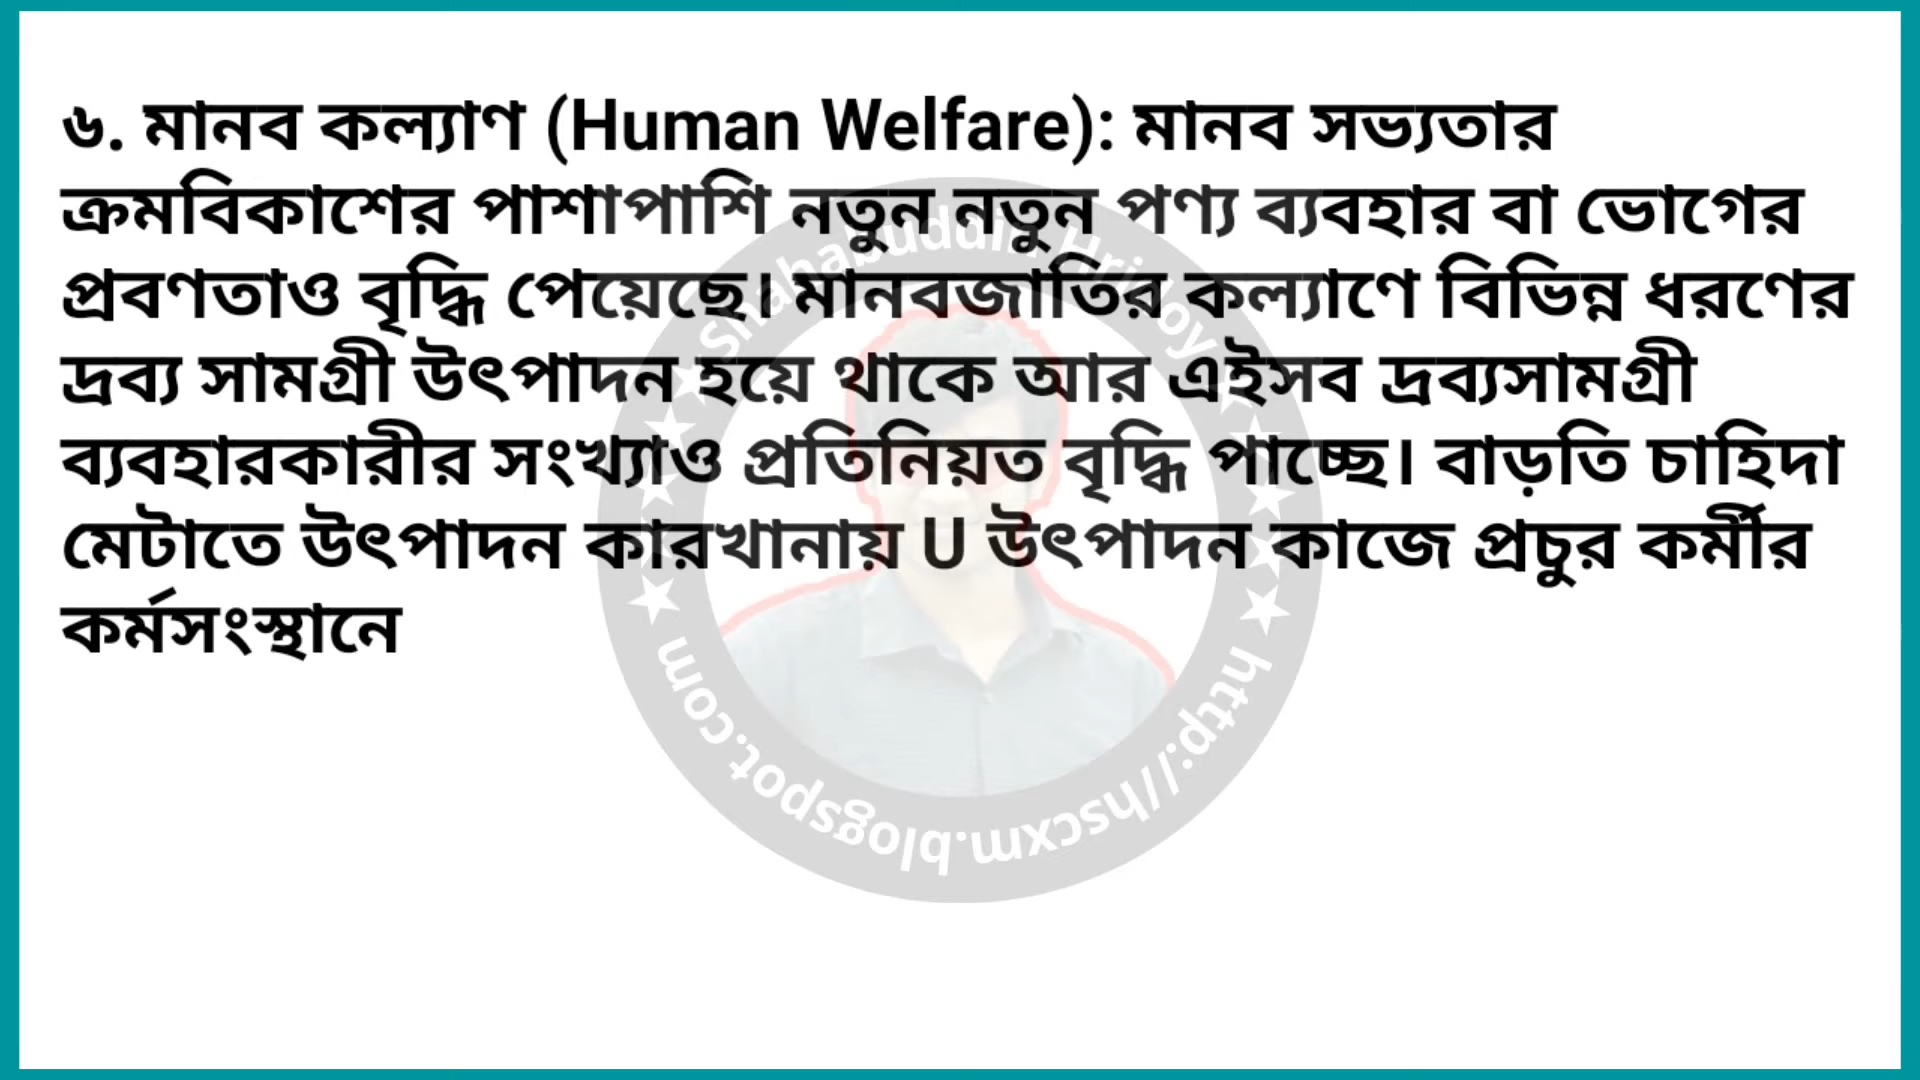 ৬. মানব কল্যাণ (Human Welfare): মানব সভ্যতার
ক্রমবিকাশের পাশাপাশি নতুন নতুন পণ্য ব্যবহার বা ভোগের
প্রবণতাও বৃদ্ধি পেয়েছে। মানবজাতির কল্যাণে বিভিন্ন ধরণের
দ্রব্য সামগ্রী উৎপাদন হয়ে থাকে আর এইসব দ্রব্যসামগ্রী
ব্যবহারকারীর সংখ্যাও প্রতিনিয়ত বৃদ্ধি পাচ্ছে। বাড়তি চাহিদা
মেটাতে উৎপাদন কারখানায় U উৎপাদন কাজে প্রচুর কর্মীর
কর্মসংস্থানে
Shahabuddin Hridoy
http://hscxm.blogspot.com